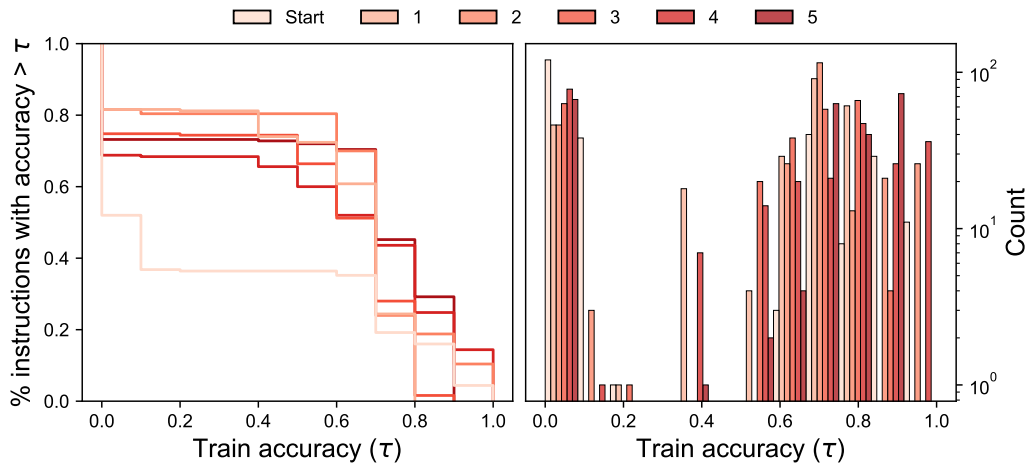 Start 1 2 3 4 5
% instructions with accuracy > τ
1.0
0.8
0.6
0.4
0.2
0.0
0.0 0.2 0.4 0.6 0.8 1.0
Train accuracy (τ)
0.0 0.2 0.4 0.6 0.8 1.0
Train accuracy (τ)
10²
10¹
10⁰
Count